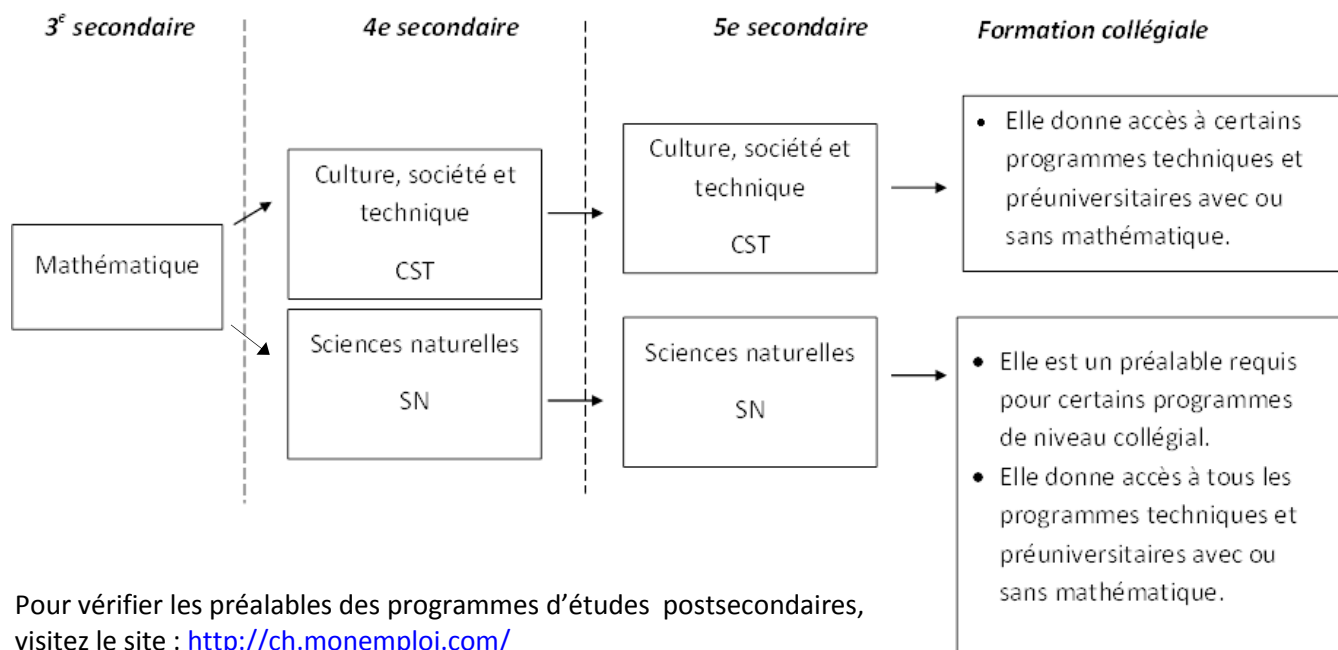 3e secondaire
4e secondaire
5e secondaire
Formation collégiale
Mathématique
Culture, société et
technique
CST
Sciences naturelles
SN
Culture, société et
technique
CST
Sciences naturelles
SN
• Elle donne accès à certains
programmes techniques et
préuniversitaires avec ou
sans mathématique.
• Elle est un préalable requis
pour certains programmes
de niveau collégial.
• Elle donne accès à tous les
programmes techniques et
préuniversitaires avec ou
sans mathématique.
Pour vérifier les préalables des programmes d’études postsecondaires,
visitez le site : http://ch.monemploi.com/